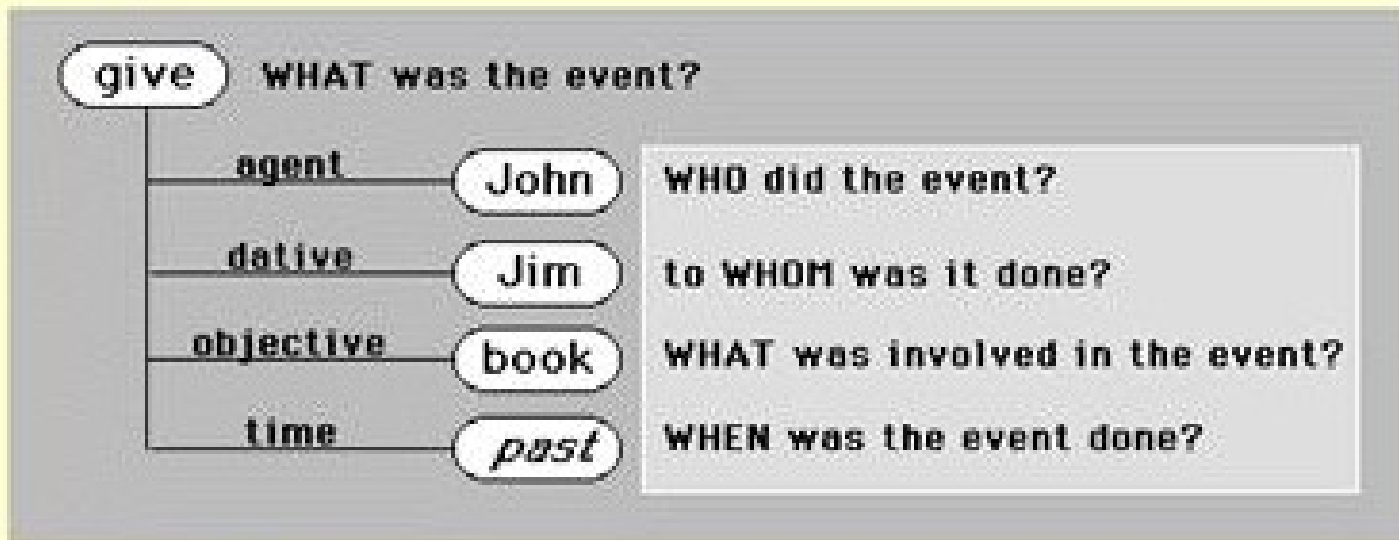 give WHAT was the event?
agent John WHO did the event?
dative Jim to WHOM was it done?
objective book WHAT was involved in the event?
time past WHEN was the event done?